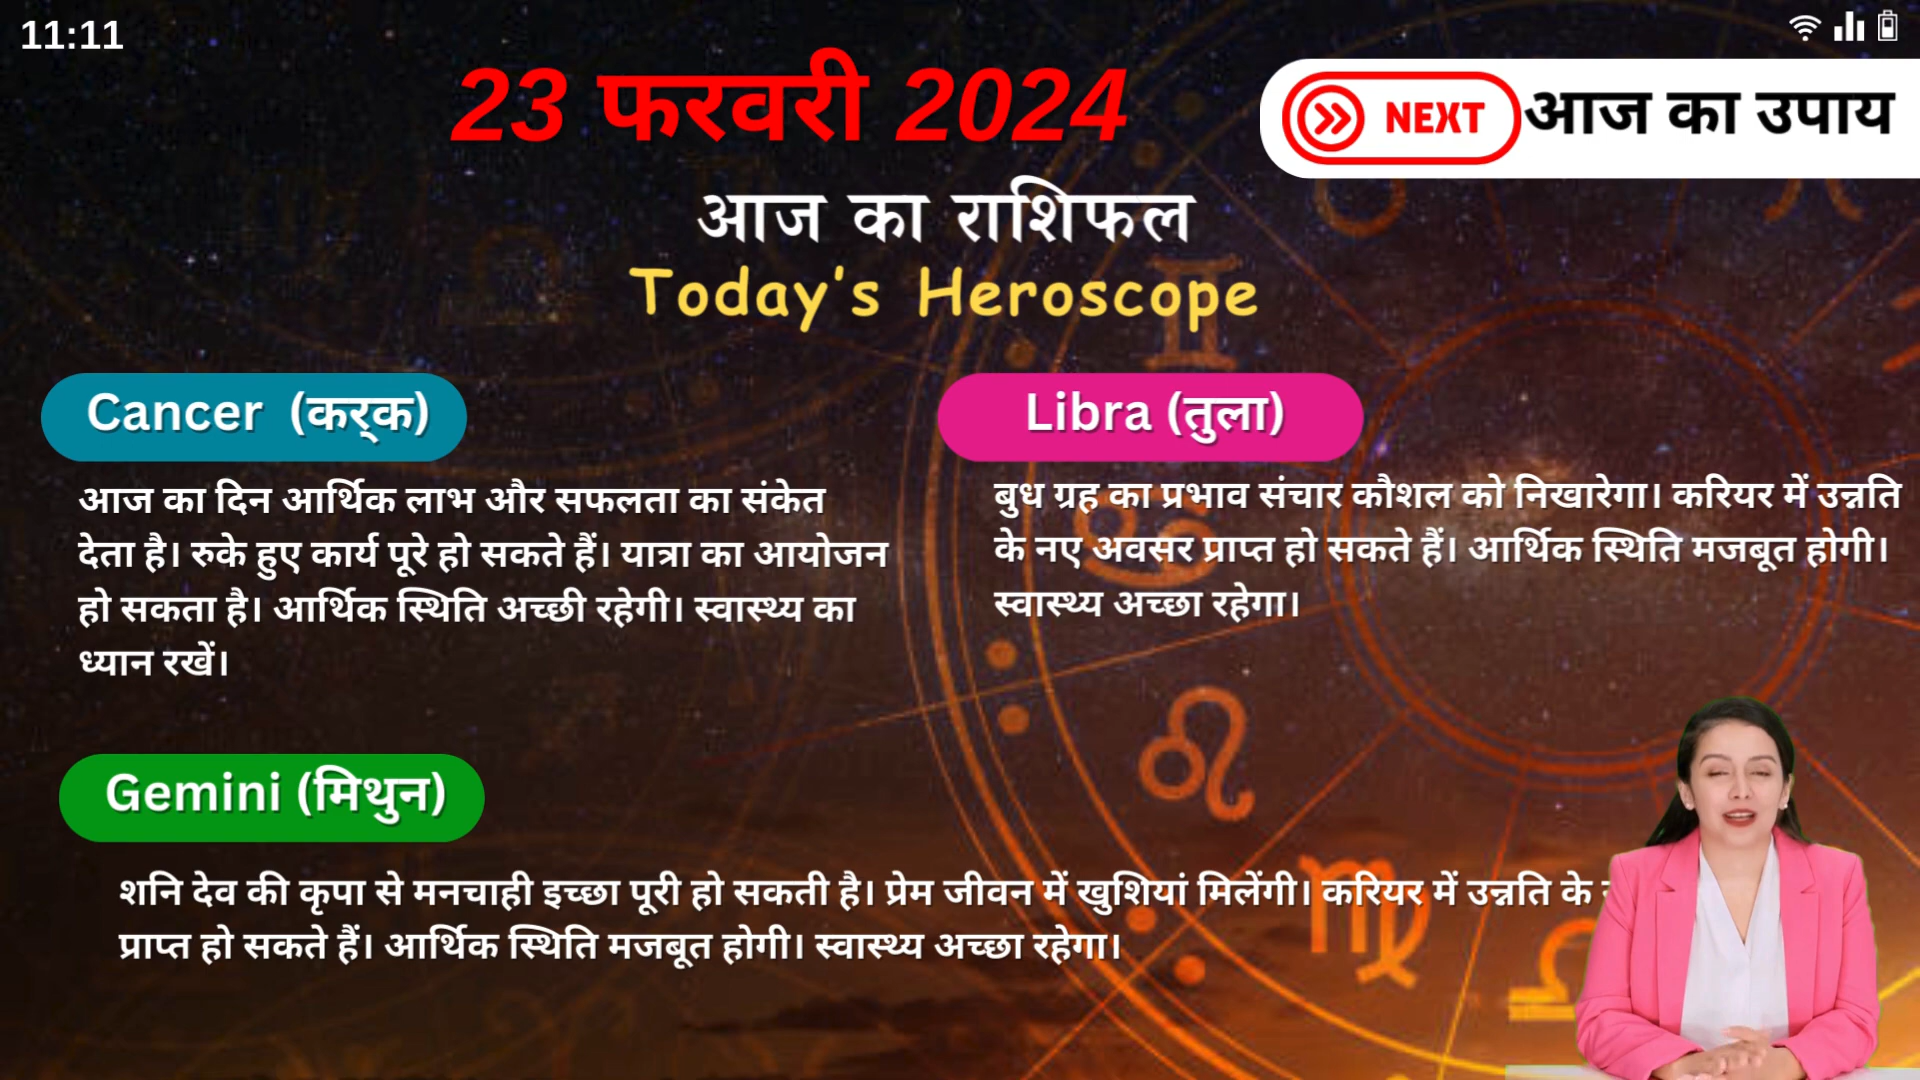 11:11
23 फरवरी 2024
NEXT आज का उपाय
आज का राशिफल
Today's Heroscope
Cancer (कर्‌क)
आज का दिन आर्थिक लाभ और सफलता का संकेत
देता है। रुके हुए कार्य पूरे हो सकते हैं। यात्रा का आयोजन
हो सकता है। आर्थिक स्थिति अच्छी रहेगी। स्वास्थ्य का
ध्यान रखें।
Libra (तुला)
बुध ग्रह का प्रभाव संचार कौशल को निखारेगा। करियर में उन्नति
के नए अवसर प्राप्त हो सकते हैं। आर्थिक स्थिति मजबूत होगी।
स्वास्थ्य अच्छा रहेगा।
Gemini (मिथुन)
शनि देव की कृपा से मनचाही इच्छा पूरी हो सकती है। प्रेम जीवन में खुशियां मिलेंगी। करियर में उन्नति के
प्राप्त हो सकते हैं। आर्थिक स्थिति मजबूत होगी। स्वास्थ्य अच्छा रहेगा।